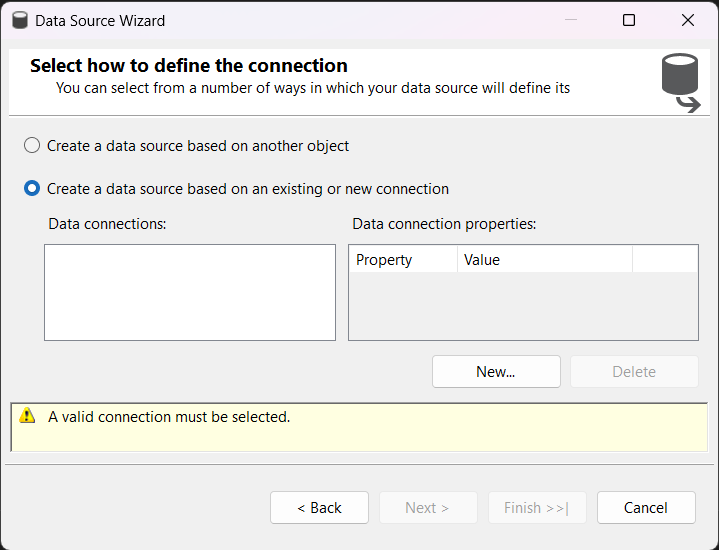 Data Source Wizard
Select how to define the connection
You can select from a number of ways in which your data source will define its
Create a data source based on another object
Create a data source based on an existing or new connection
Data connections:
Data connection properties:
Property Value
New... Delete
A valid connection must be selected.
< Back Next > Finish >>| Cancel